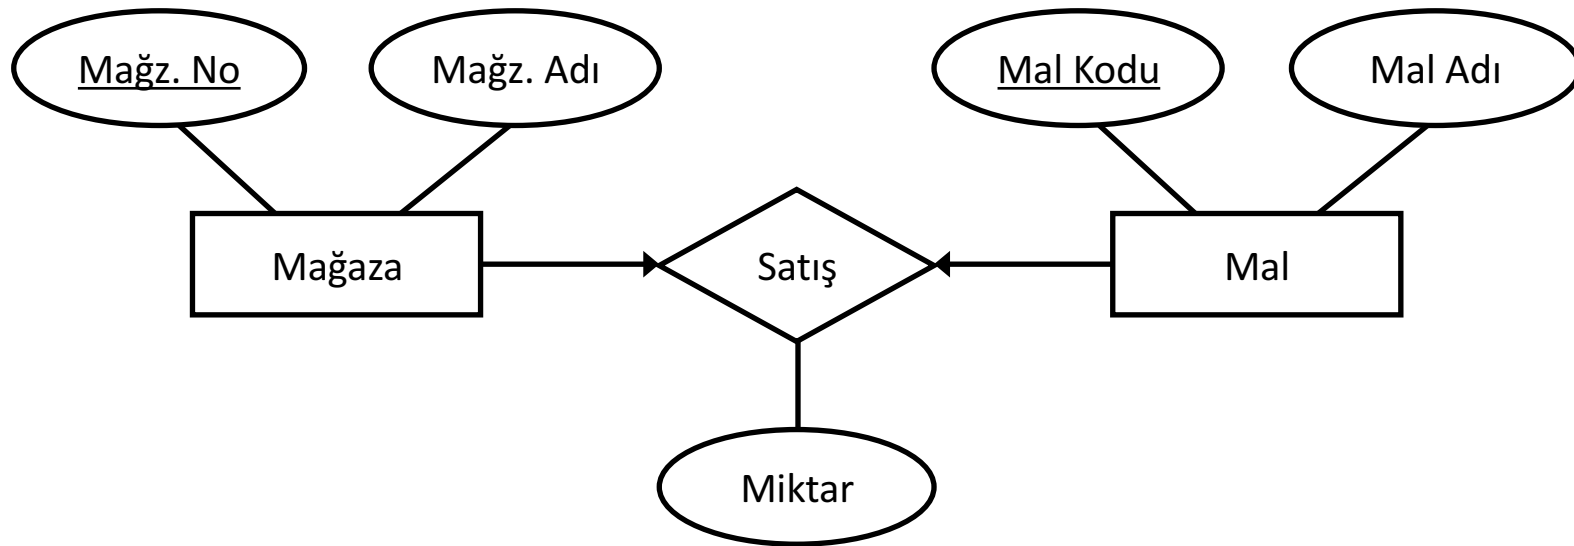 Mağz. No
Mağz. Adı
Mal Kodu
Mal Adı
Mağaza
Satış
Mal
Miktar